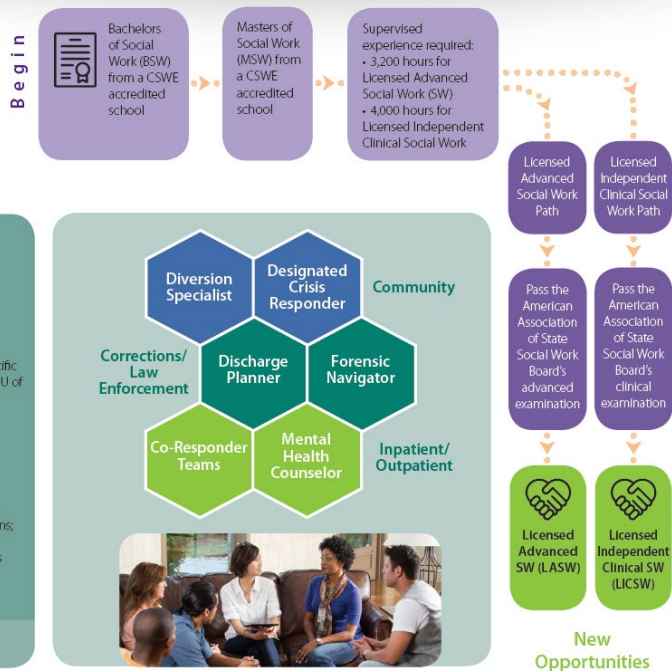 Begin
Bachelors
of Social
Work (BSW)
from a CSWE
accredited
school
Masters of
Social Work
(MSW) from
a CSWE
accredited
school
Supervised
experience required:
• 3,200 hours for
Licensed Advanced
Social Work (SW)
• 4,000 hours for
Licensed Independent
Clinical Social Work
Licensed
Advanced
Social Work
Path
Licensed
Independent
Clinical Social
Work Path
Pass the
American
Association
of State
Social Work
Board's
advanced
examination
Pass the
American
Association
of State
Social Work
Board's
clinical
examination
Licensed
Advanced
SW (LASW)
Licensed
Independent
Clinical SW
(LICSW)
New
Opportunities
Diversion
Specialist
Designated
Crisis
Responder
Community
Corrections/
Law
Enforcement
Discharge
Planner
Forensic
Navigator
Co-Responder
Teams
Mental
Health
Counselor
Inpatient/
Outpatient
U of